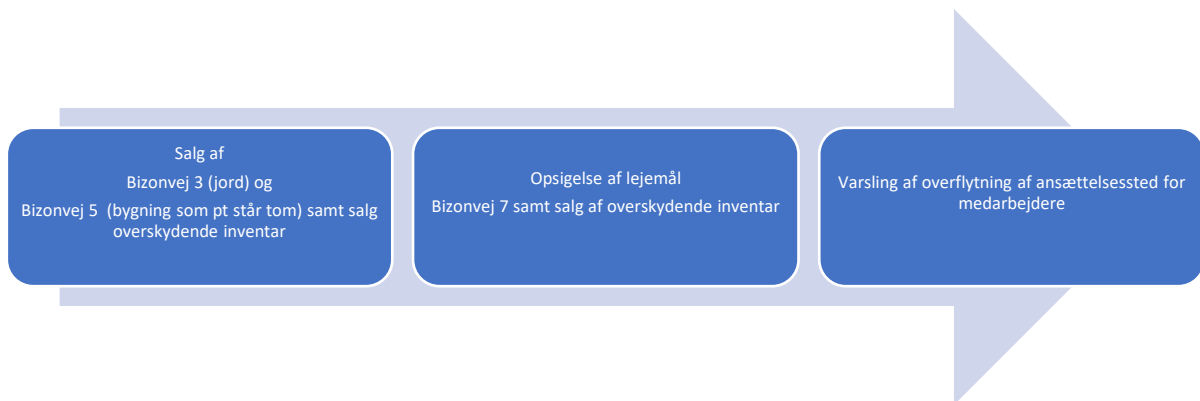 Salg af
Bizonvej 3 (jord) og
Bizonvej 5  (bygning som pt står tom) samt salg
overskydende inventar
Opsigelse af lejemål
Bizonvej 7 samt salg af overskydende inventar
Varsling af overflytning af ansættelsessted for
medarbejdere